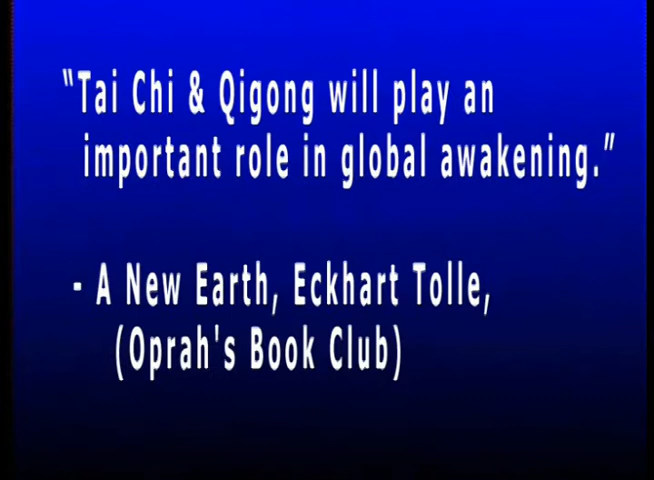 "Tai Chi & Qigong will play an
important role in global awakening."
- A New Earth, Eckhart Tolle,
(Oprah's Book Club)